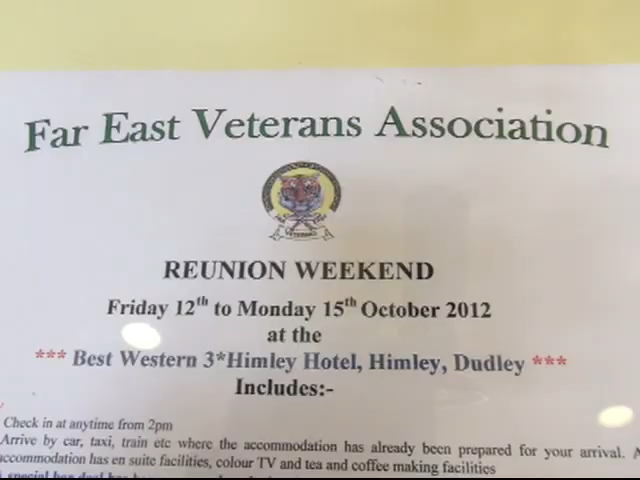 Far East Veterans Association
VETERANS
REUNION WEEKEND
Friday 12th to Monday 15th October 2012
at the
*** Best Western 3*Himley Hotel, Himley, Dudley ***
Includes:-
Check in at anytime from 2pm
Arrive by car, taxi, train etc where the accommodation has already been prepared for your arrival. A
accommodation has en suite facilities, colour TV and tea and coffee making facilities